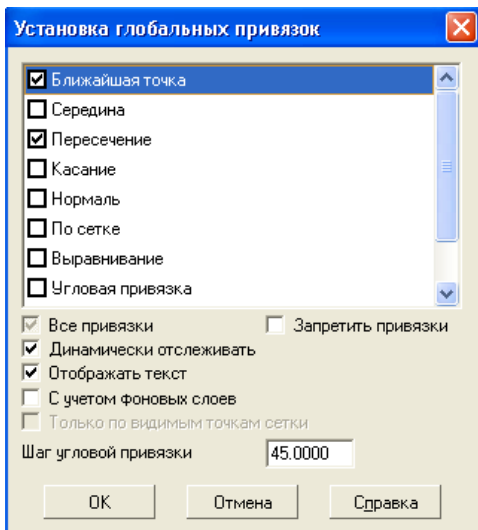 Установка глобальных привязок
Ближайшая точка
Середина
Пересечение
Касание
Нормаль
По сетке
Выравнивание
Угловая привязка
Все привязки Запретить привязки
Динамически отслеживать
Отображать текст
С учетом фоновых слоев
Только по видимым точкам сетки
Шаг угловой привязки 45.0000
OK Отмена Справка